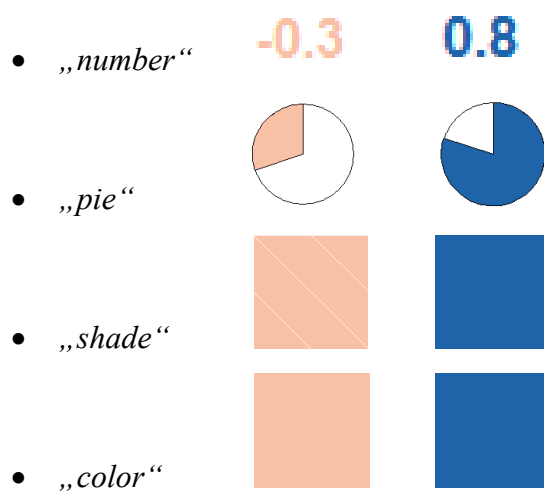 • „number“ -0.3 0.8
• „pie“
• „shade“
• „color“